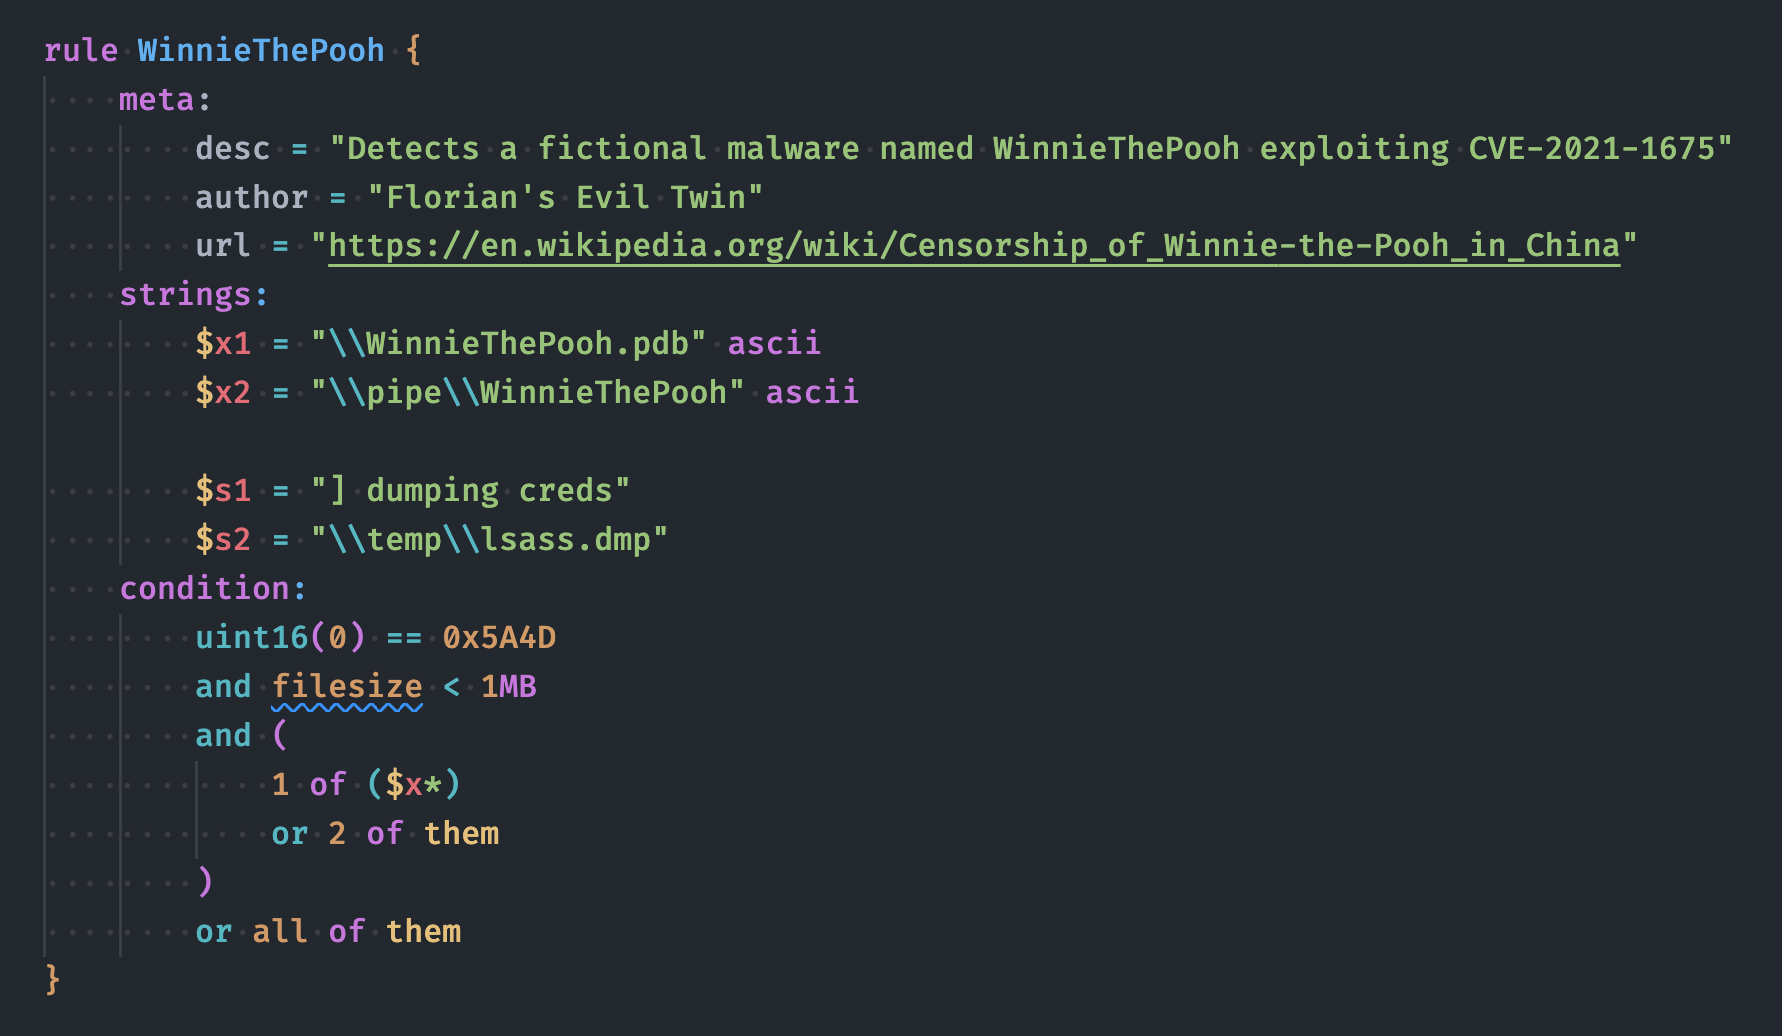 rule WinnieThePooh {
    meta:
        desc = "Detects a fictional malware named WinnieThePooh exploiting CVE-2021-1675"
        author = "Florian's Evil Twin"
        url = "https://en.wikipedia.org/wiki/Censorship_of_Winnie-the-Pooh_in_China"
    strings:
        $x1 = "\\WinnieThePooh.pdb" ascii
        $x2 = "\\pipe\\WinnieThePooh" ascii

        $s1 = "] dumping creds"
        $s2 = "\\temp\\lsass.dmp"
    condition:
        uint16(0) == 0x5A4D
        and filesize < 1MB
        and (
            1 of ($x*)
            or 2 of them
        )
        or all of them
}